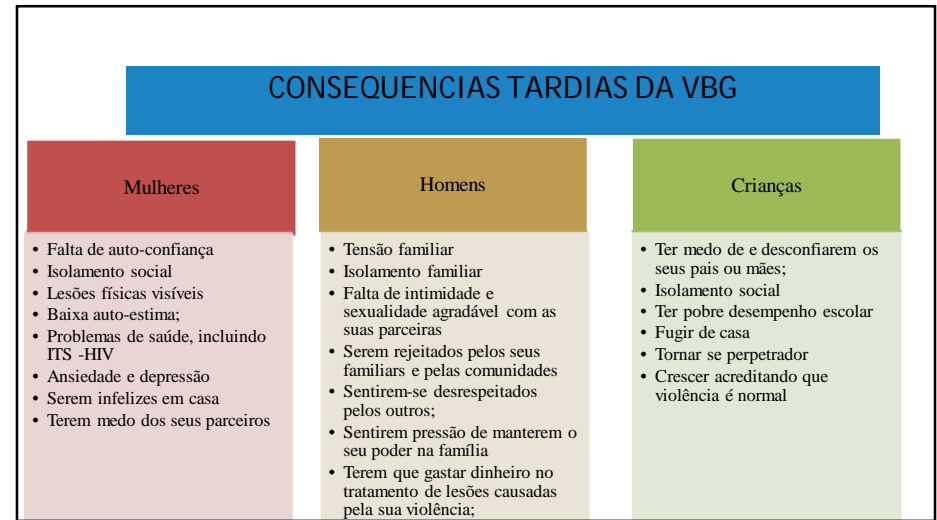 CONSEQUENCIAS TARDIAS DA VBG
Mulheres
• Falta de auto-confiança
• Isolamento social
• Lesões físicas visíveis
• Baixa auto-estima;
• Problemas de saúde, incluindo
ITS -HIV
• Ansiedade e depressão
• Serem infelizes em casa
• Terem medo dos seus parceiros
Homens
• Tensão familiar
• Isolamento familiar
• Falta de intimidade e
sexualidade agradável com as
suas parceiras
• Serem rejeitados pelos seus
familiars e pelas comunidades
• Sentirem-se desrespeitados
pelos outros;
• Sentirem pressão de manterem o
seu poder na família
• Terem que gastar dinheiro no
tratamento de lesões causadas
pela sua violência;
Crianças
• Ter medo de e desconfiarem os
seus pais ou mães;
• Isolamento social
• Ter pobre desempenho escolar
• Fugir de casa
• Tornar se perpetrador
• Crescer acreditando que
violência é normal